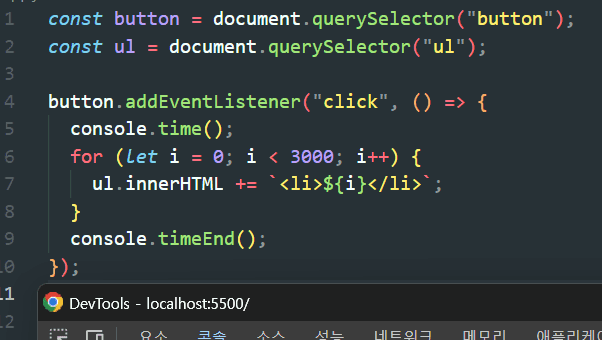 1 const button = document.querySelector("button");
2 const ul = document.querySelector("ul");
3
4 button.addEventListener("click", () => {
5 console.time();
6 for (let i = 0; i < 3000; i++) {
7 ul.innerHTML += `<li>${i}</li>`;
8 }
9 console.timeEnd();
10 });
11
12
DevTools - localhost:5500/
요소 콘솔 소스 성능 네트워크 메모리 애플리케이